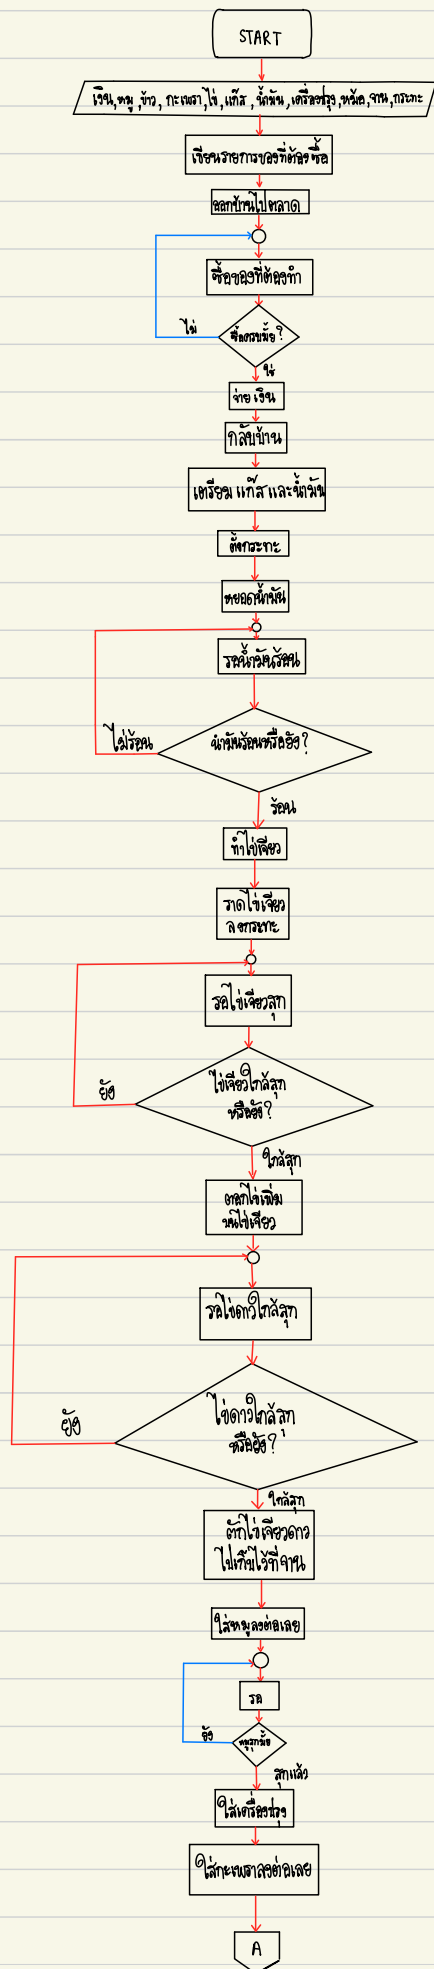 START
เงิน, หมู, ข้าว, กะเพรา, ไข่, แก๊ส, น้ำมัน, เครื่องปรุง, หม้อ, จาน, กระทะ
เขียนรายการของที่ต้องซื้อ
ออกบ้านไปตลาด
ซื้อของที่ต้องทำ
ไม่
ซื้อครบมั้ย?
ใช่
จ่ายเงิน
กลับบ้าน
เตรียมแก๊สและน้ำมัน
ตั้งกระทะ
หยอดน้ำมัน
รอน้ำมันร้อน
ไม่ร้อน
น้ำมันร้อนหรือยัง?
ร้อน
ทำไข่เจียว
ราดไข่เจียว
ลงกระทะ
รอไข่เจียวสุก
ยัง
ไข่เจียวใกล้สุก
หรือยัง?
ใกล้สุก
ตอกไข่เพิ่ม
บนไข่เจียว
รอไข่ดาวใกล้สุก
ยัง
ไข่ดาวใกล้สุก
หรือยัง?
ใกล้สุก
ตักไข่เจียวดาว
ไปเก็บไว้ที่จาน
ใส่หมูลงต่อเลย
รอ
ยัง
หมูสุกมั้ย
สุกแล้ว
ใส่เครื่องปรุง
ใส่กะเพราลงต่อเลย
A